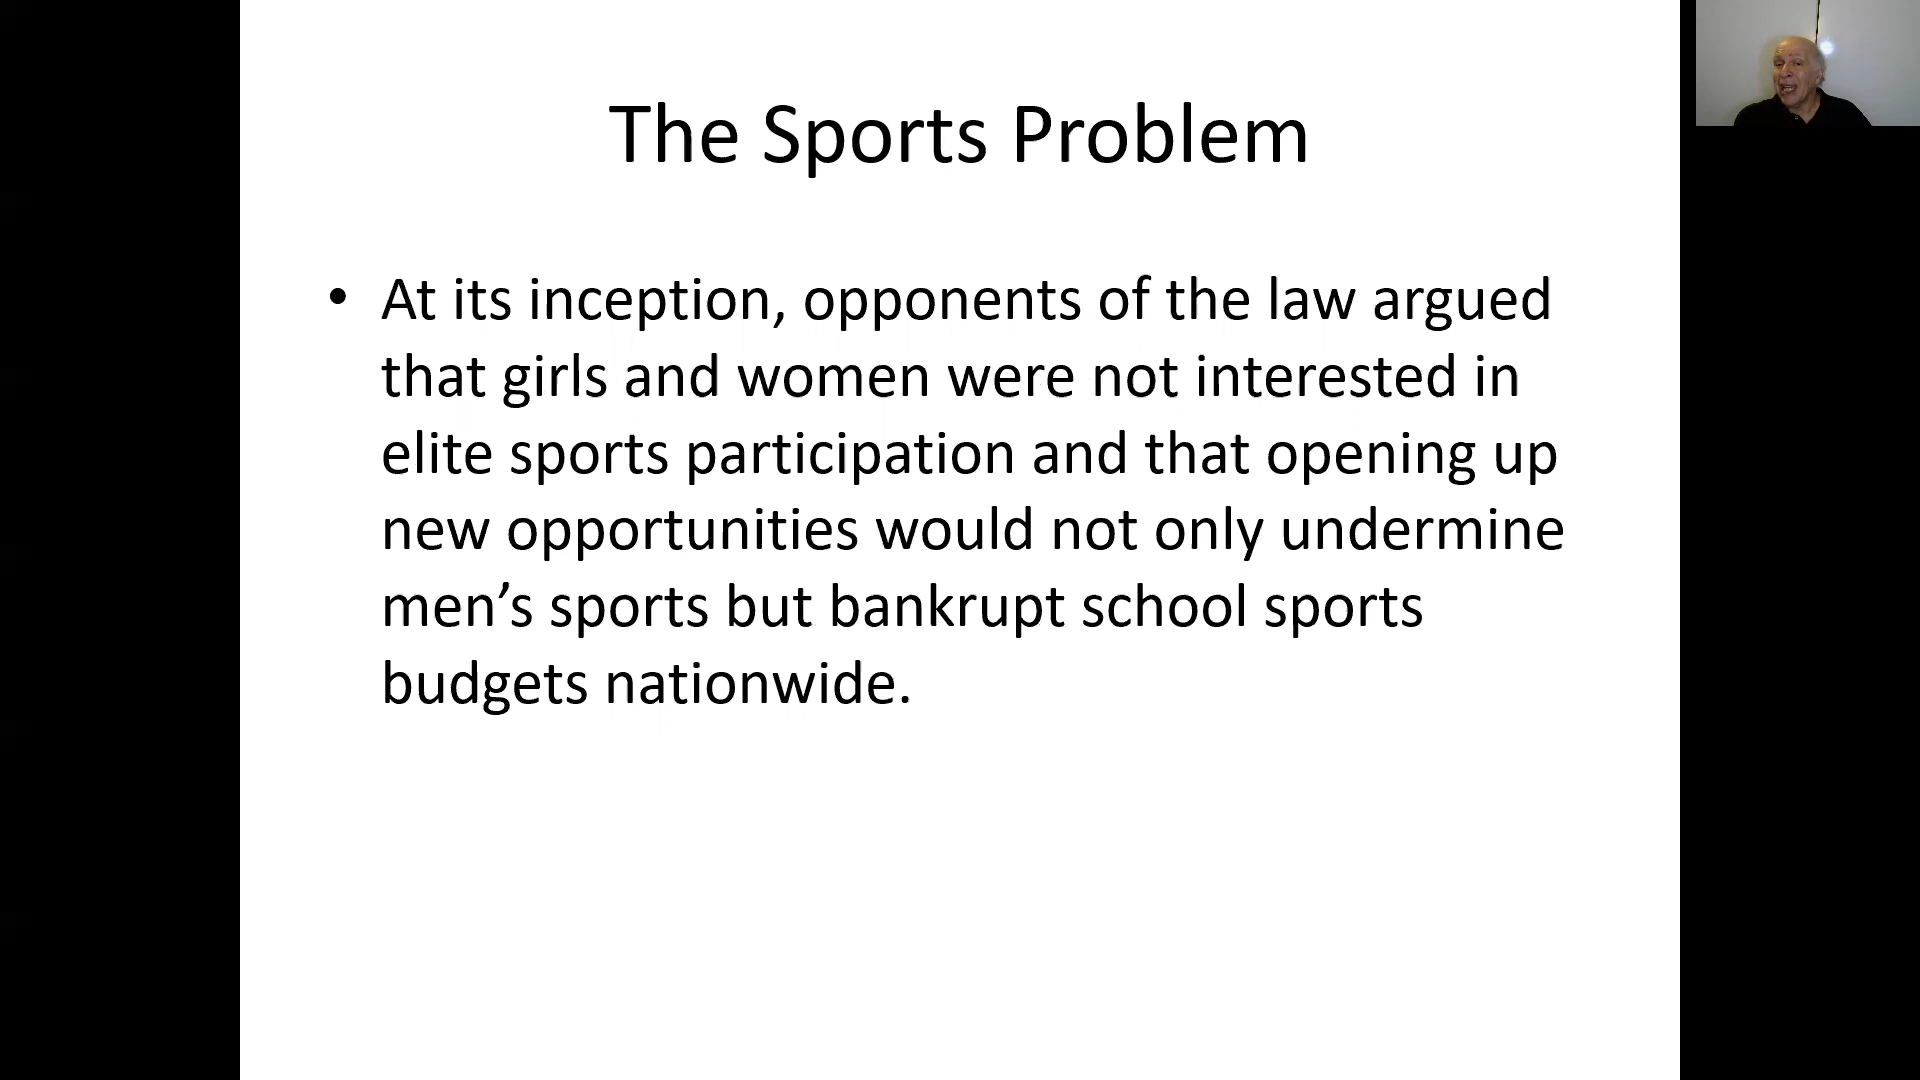 The Sports Problem
• At its inception, opponents of the law argued
that girls and women were not interested in
elite sports participation and that opening up
new opportunities would not only undermine
men’s sports but bankrupt school sports
budgets nationwide.